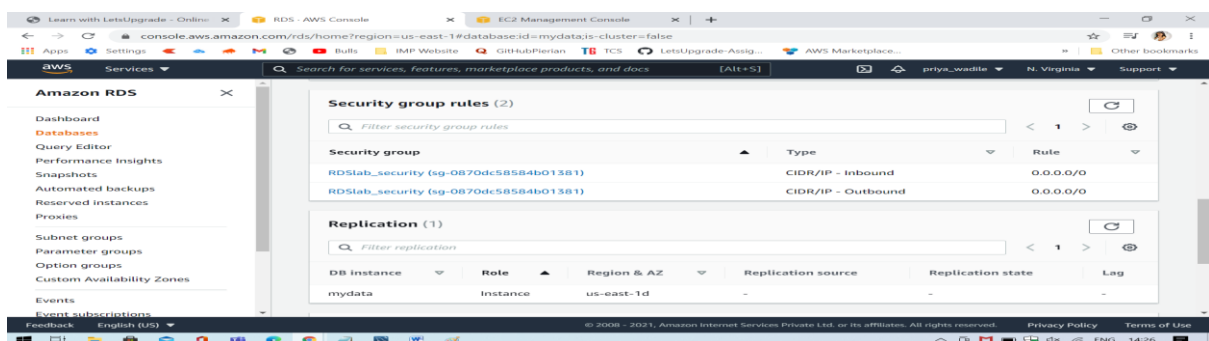 Learn with LetsUpgrade - Online
RDS - AWS Console
EC2 Management Console
console.aws.amazon.com/rds/home?region=us-east-1#database:id=mydata;is-cluster=false
Apps Settings Bulls IMP Website GitHubPierian TCS LetsUpgrade-Assig... AWS Marketplace... » Other bookmarks
aws Services Search for services, features, marketplace products, and docs [Alt+S] priya_wadile N. Virginia Support
Amazon RDS
Dashboard
Databases
Query Editor
Performance Insights
Snapshots
Automated backups
Reserved instances
Proxies
Subnet groups
Parameter groups
Option groups
Custom Availability Zones
Events
Event subscriptions
Security group rules (2)
Filter security group rules
< 1 >
Security group Type Rule
RDSlab_security (sg-0870dc58584b01381) CIDR/IP - Inbound 0.0.0.0/0
RDSlab_security (sg-0870dc58584b01381) CIDR/IP - Outbound 0.0.0.0/0
Replication (1)
Filter replication
< 1 >
DB instance Role Region & AZ Replication source Replication state Lag
mydata Instance us-east-1d - - -
Feedback English (US) © 2008 - 2021, Amazon Internet Services Private Ltd. or its affiliates. All rights reserved. Privacy Policy Terms of Use
ENG 14:26